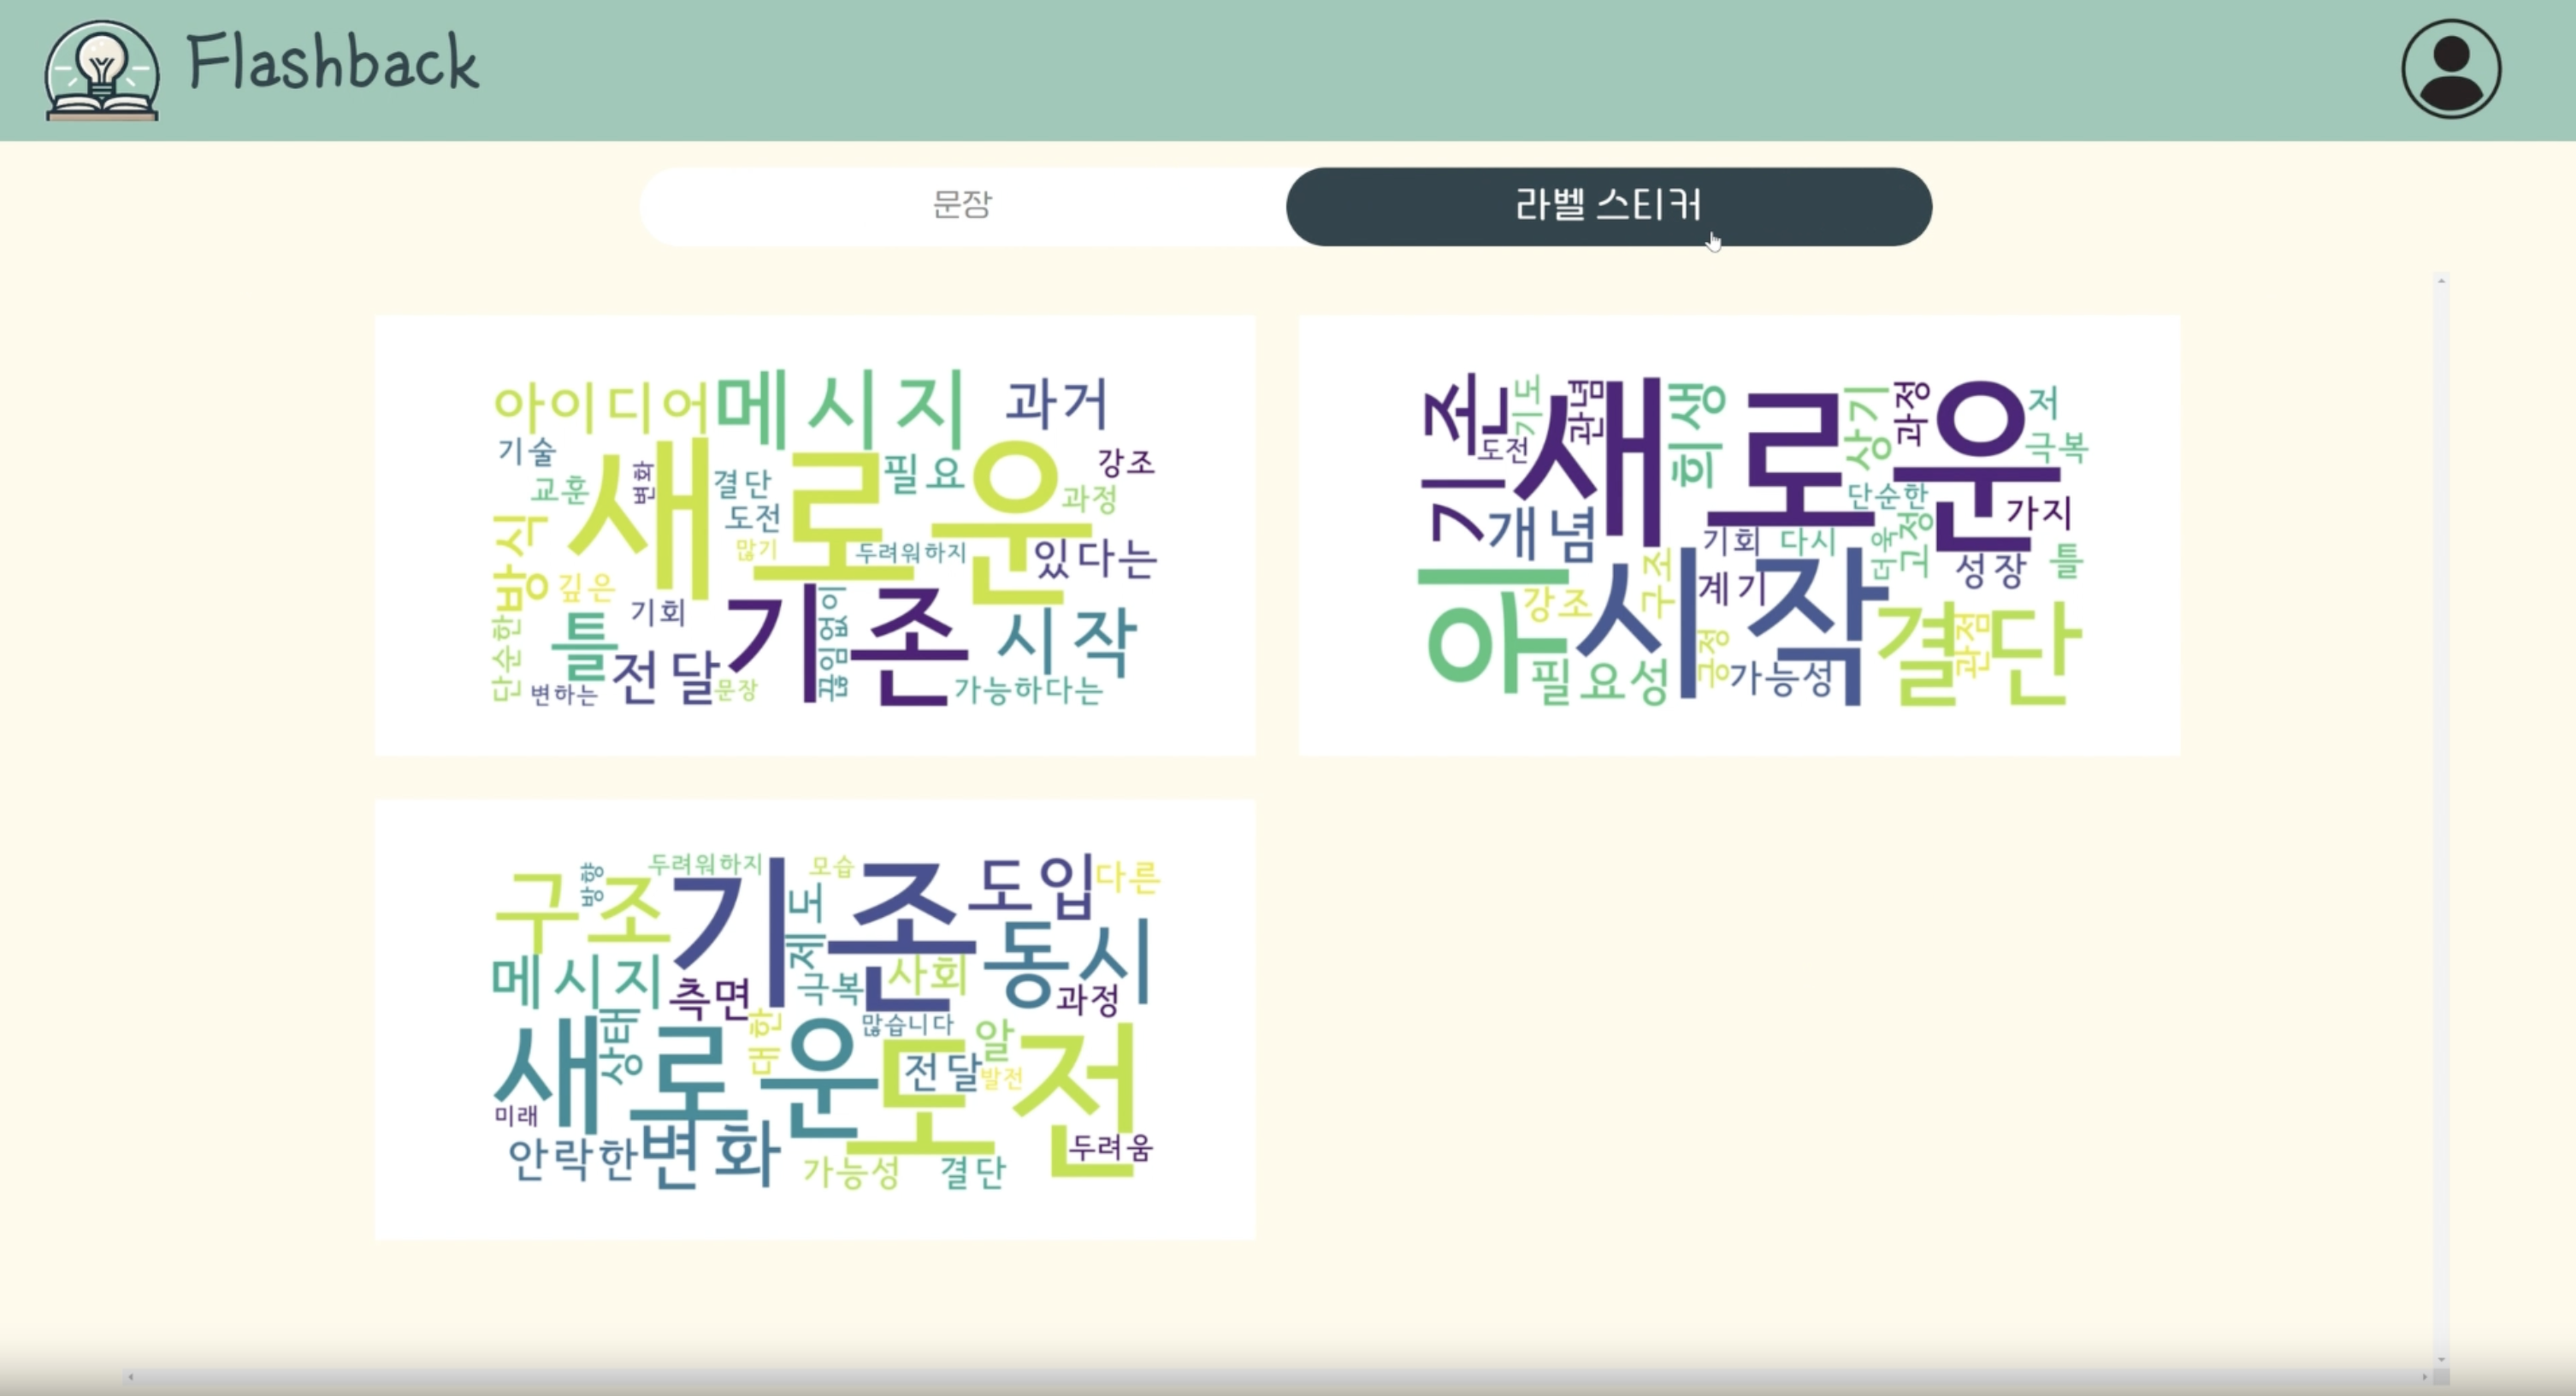 Flashback
문장
라벨 스티커
아이디어 메시지 과거
기술 변화 결단 필요 강조
교훈 새로운 도전 과정
방식 많기 두려워하지 있다는
깊은 기회 기존 끊임없이 시작
단순한 틀 전달 문장 가능하다는
변하는
기존 기도 관념 희생 상기 과정 저
도전 새로운 극복
개념 단순한 가지
기회 다시 더욱 고정 성장 틀
와 강조 구조 시작 계기 결단 관점
필요성 긍정 가능성
구조 방향 두려워하지 모습 도입 다른
기존 제도 동시
메시지 측면 극복 사회 과정
상태 대한 많습니다 알
새로운 전달 발전 도전
미래 두려움
안락한 변화 가능성 결단